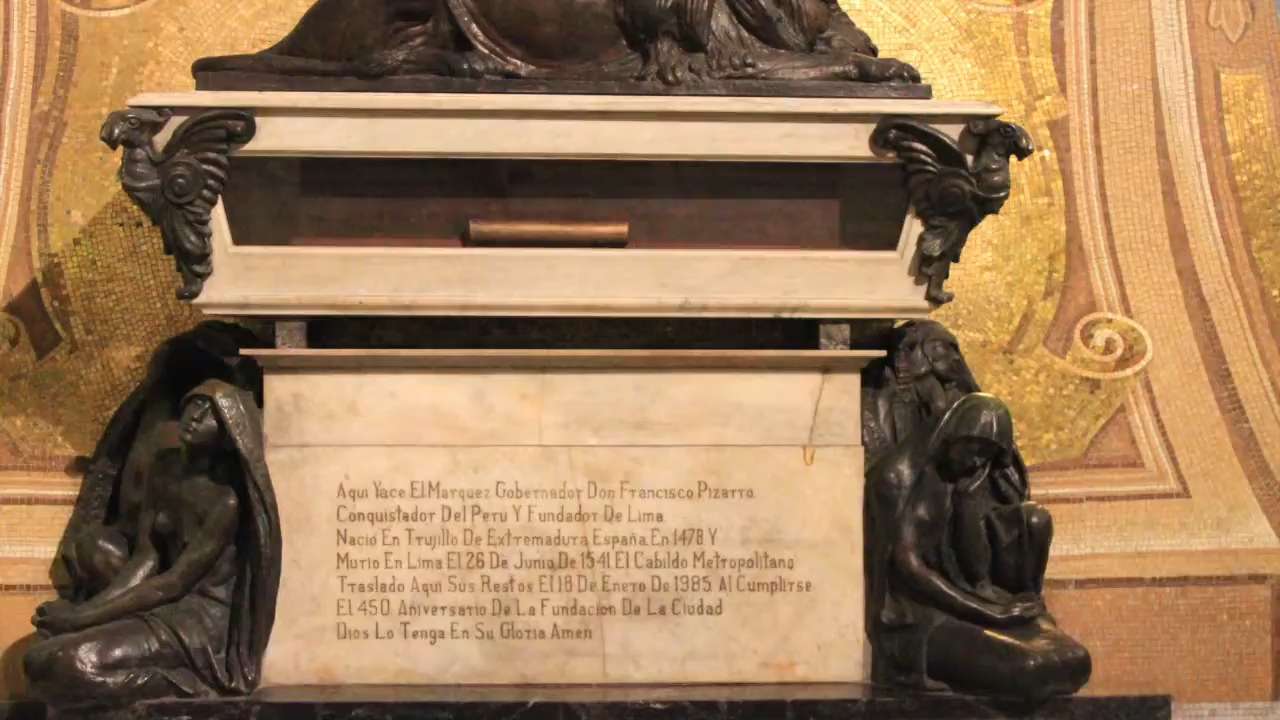 Aqui Yace El Marquez Gobernador Don Francisco Pizarro.
Conquistador Del Peru Y Fundador De Lima.
Nacio En Trujillo De Extremadura España En 1478 Y
Murio En Lima El 26 De Junio De 1541. El Cabildo Metropolitano
Traslado Aqui Sus Restos El 18 De Enero De 1985. Al Cumplirse
El 450 Aniversario De La Fundacion De La Ciudad
Dios Lo Tenga En Su Gloria Amen